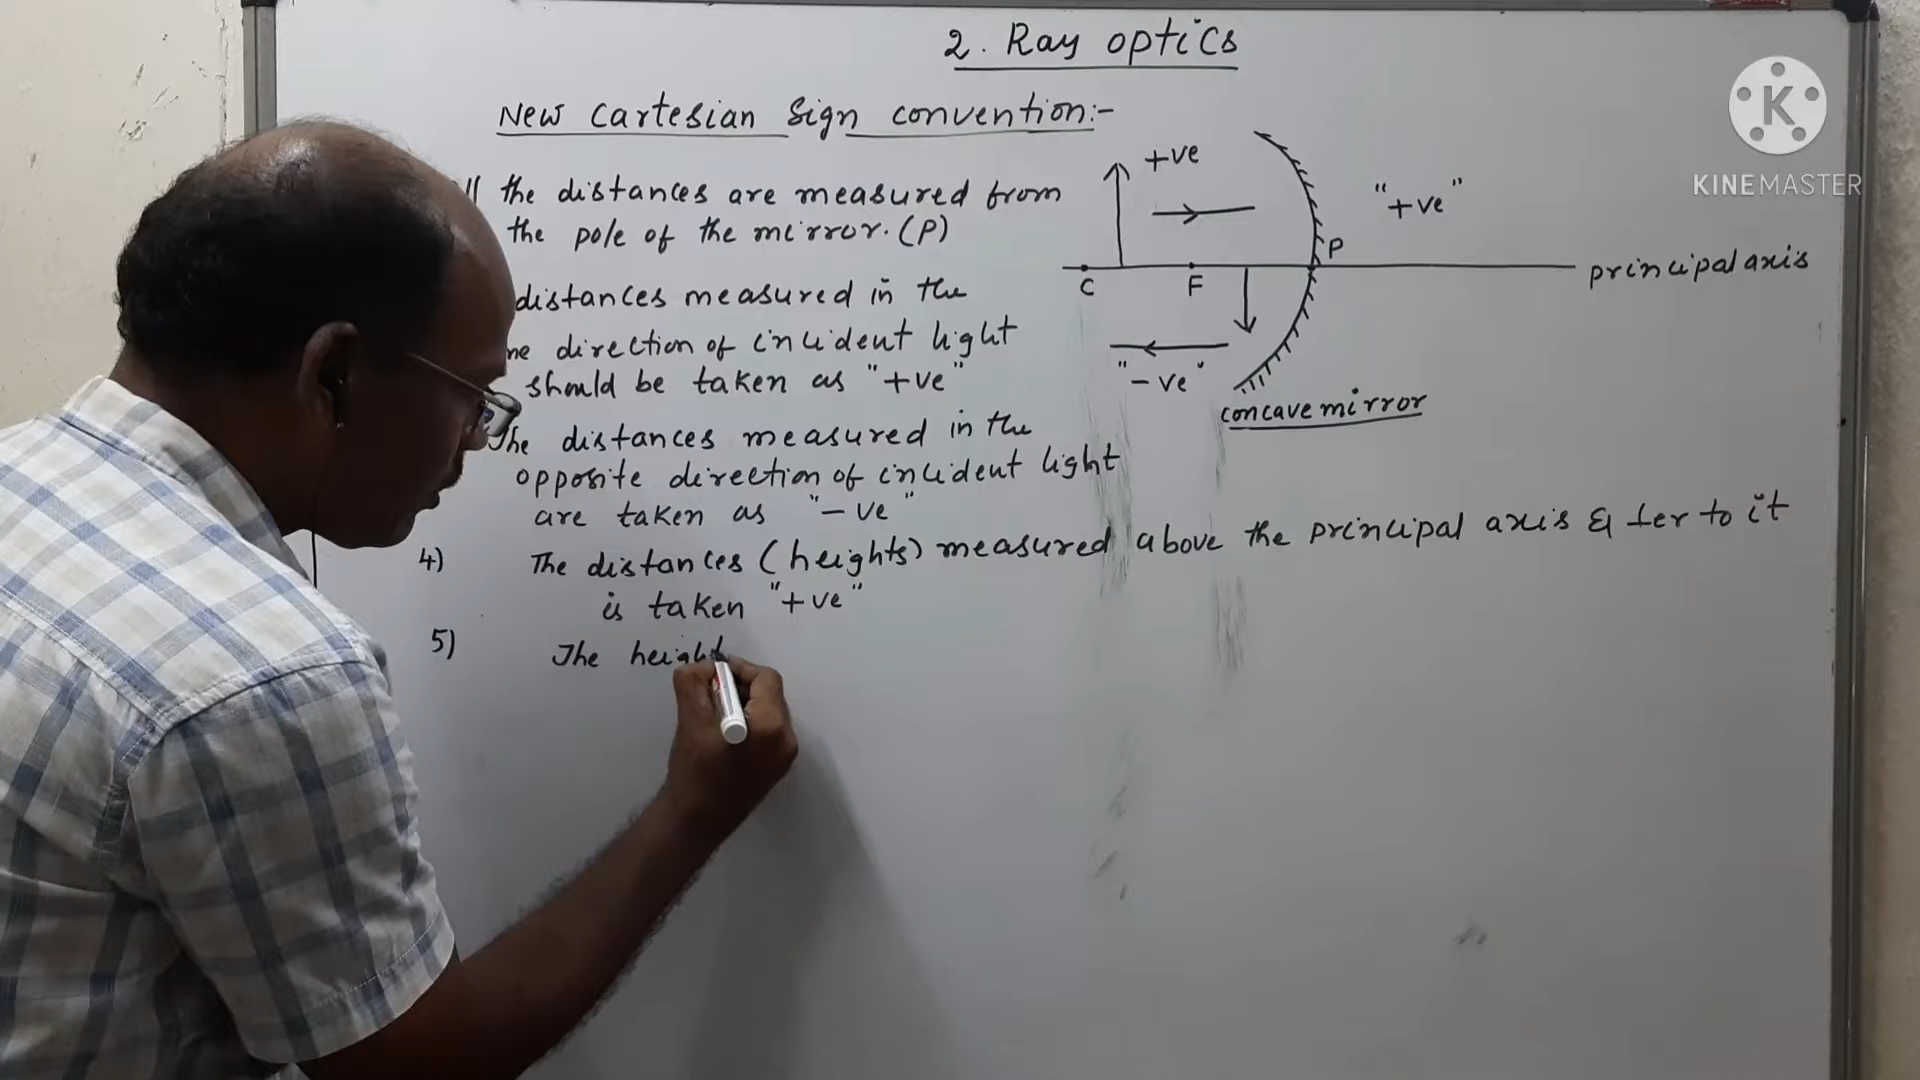 2. Ray optics
New Cartesian Sign convention:-
the distances are measured from
the pole of the mirror. (P)
distances measured in the
direction of incident light
should be taken as "+ve"
The distances measured in the
opposite direction of incident light
are taken as "-ve"
4) The distances (heights) measured above the principal axis & ⊥er to it
is taken "+ve"
5) The height
+ve
"+ve"
P
principal axis
C F
"-ve"
concave mirror
K
KINEMASTER